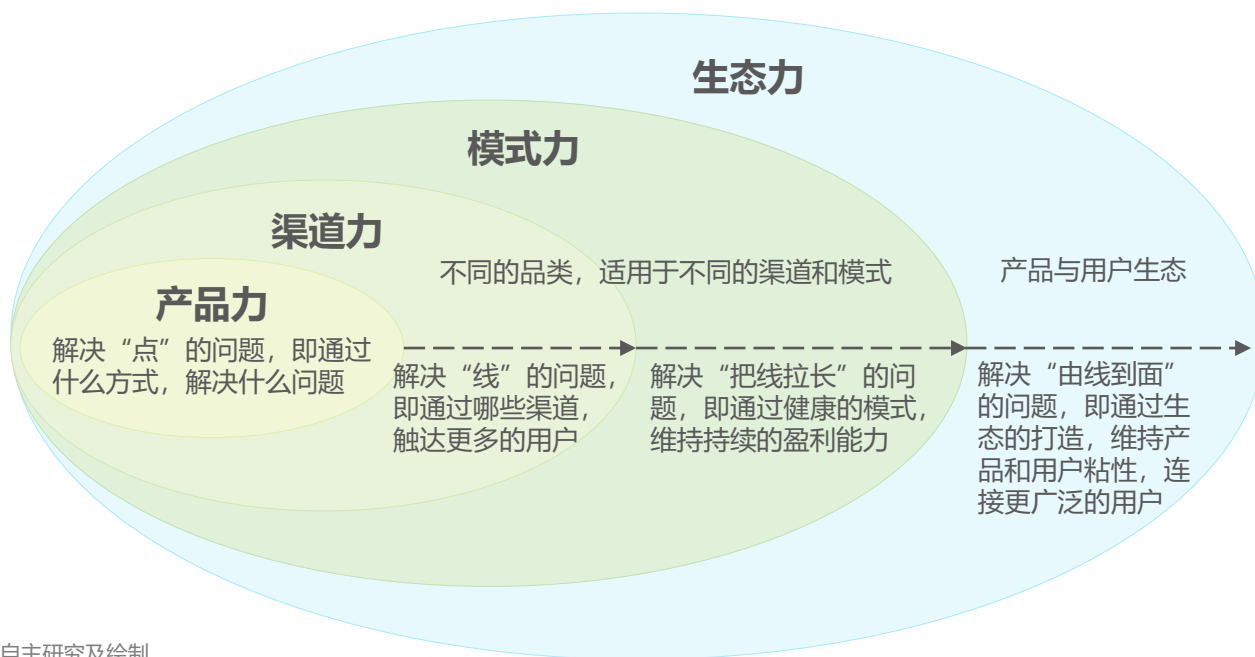 生态力
模式力
渠道力
产品力
解决“点”的问题，即通过
什么方式，解决什么问题
不同的品类，适用于不同的渠道和模式
产品与用户生态
解决“线”的问题，
即通过哪些渠道，
触达更多的用户
解决“把线拉长”的问
题，即通过健康的模式，
维持持续的盈利能力
解决“由线到面”
的问题，即通过生
态的打造，维持产
品和用户粘性，连
接更广泛的用户
自主研究及绘制